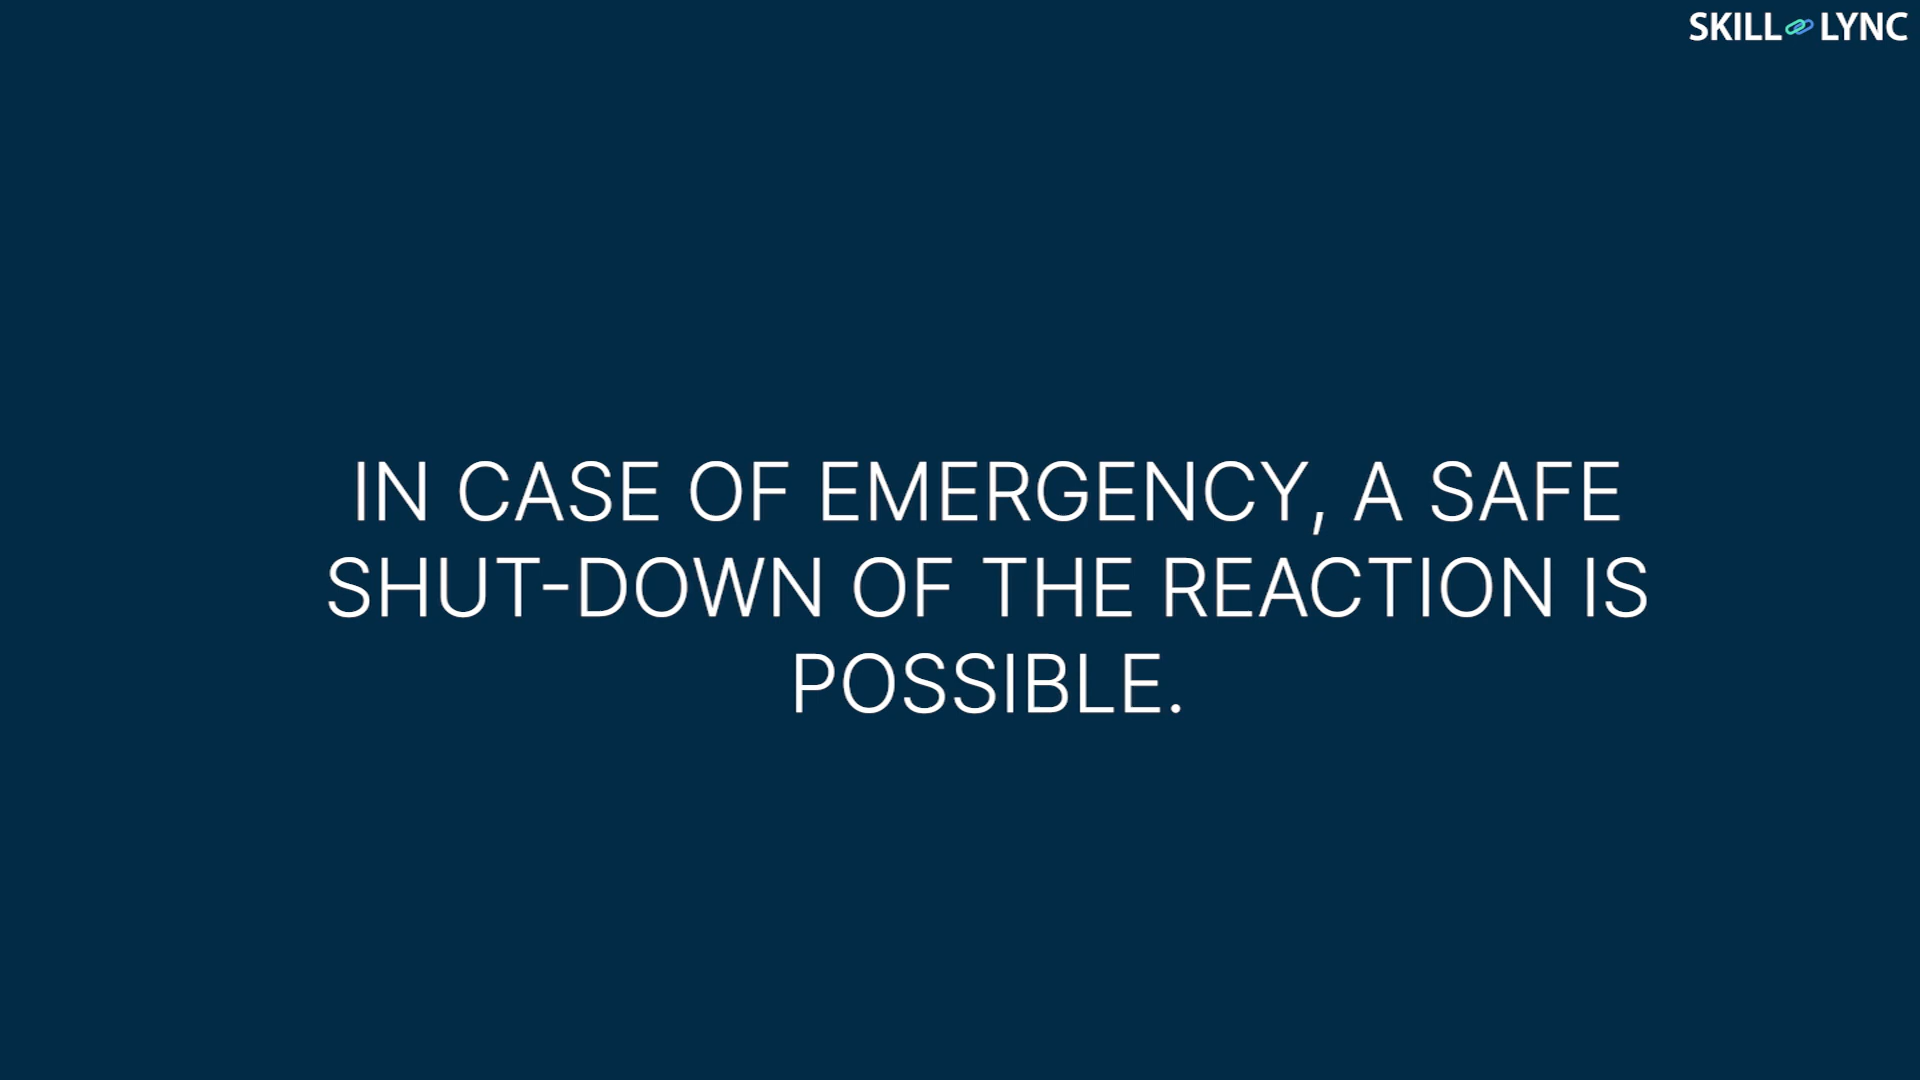 SKILL LYNC
IN CASE OF EMERGENCY, A SAFE
SHUT-DOWN OF THE REACTION IS
POSSIBLE.